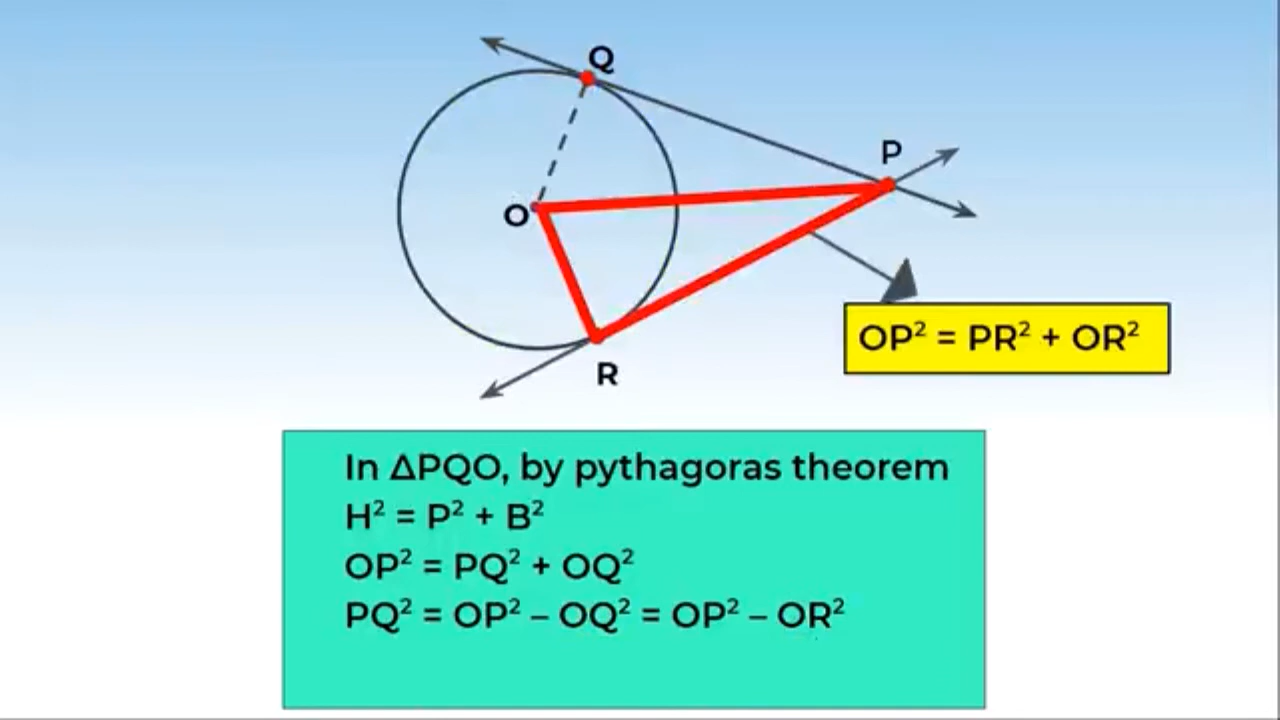 Q
P
O
R
OP² = PR² + OR²
In ΔPQO, by pythagoras theorem
H² = P² + B²
OP² = PQ² + OQ²
PQ² = OP² – OQ² = OP² – OR²